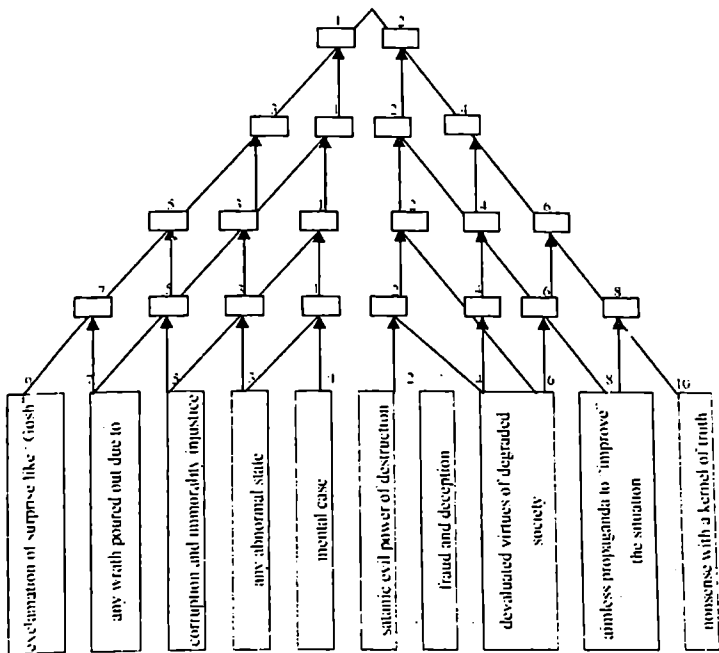 1 2
3 1 2 4
5 3 1 2 4 6
7 5 3 1 2 4 6 8
9 7 5 3 1 2 4 6 8 10
exclamation of surprise like "Gush
any wrath poured out due to
corruption and immorality injustice
any abnormal state
mental case
satanic evil power of destruction
fraud and deception
devaluated virtues of degraded
society
aimless propaganda to "improve"
the situation
nonsense with a kernel of truth